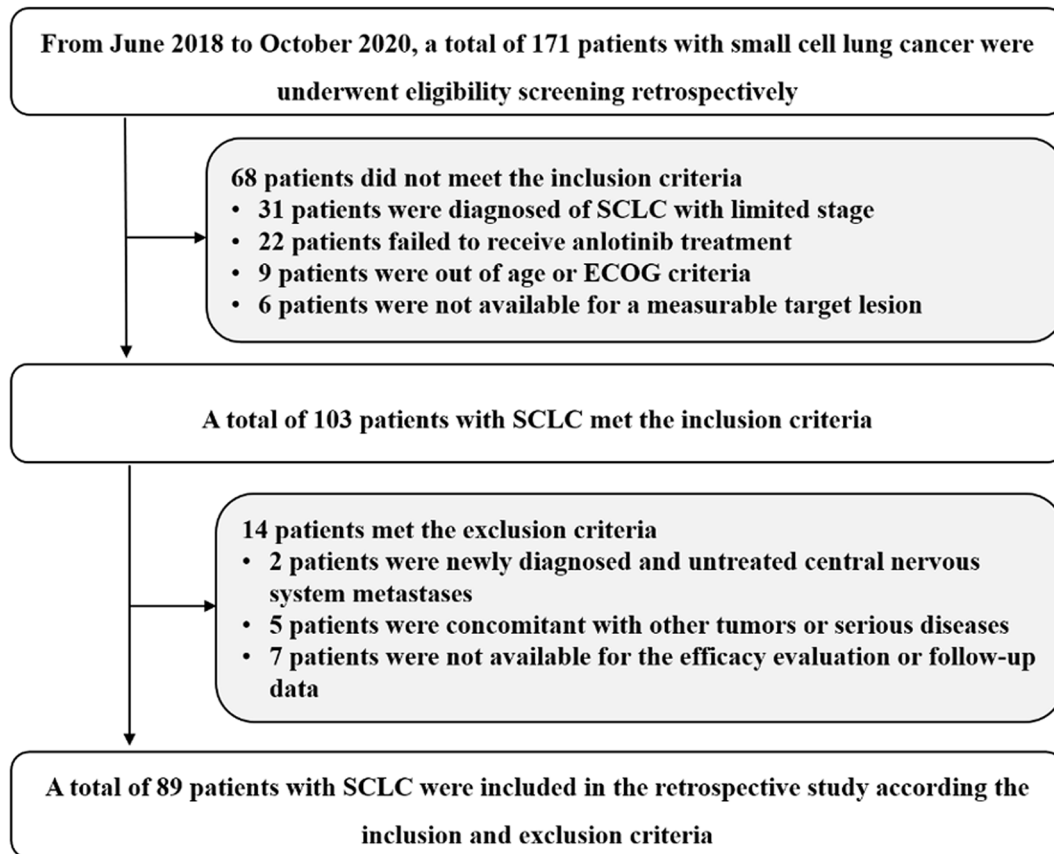 From June 2018 to October 2020, a total of 171 patients with small cell lung cancer were
underwent eligibility screening retrospectively
68 patients did not meet the inclusion criteria
• 31 patients were diagnosed of SCLC with limited stage
• 22 patients failed to receive anlotinib treatment
• 9 patients were out of age or ECOG criteria
• 6 patients were not available for a measurable target lesion
A total of 103 patients with SCLC met the inclusion criteria
14 patients met the exclusion criteria
• 2 patients were newly diagnosed and untreated central nervous
system metastases
• 5 patients were concomitant with other tumors or serious diseases
• 7 patients were not available for the efficacy evaluation or follow-up
data
A total of 89 patients with SCLC were included in the retrospective study according the
inclusion and exclusion criteria